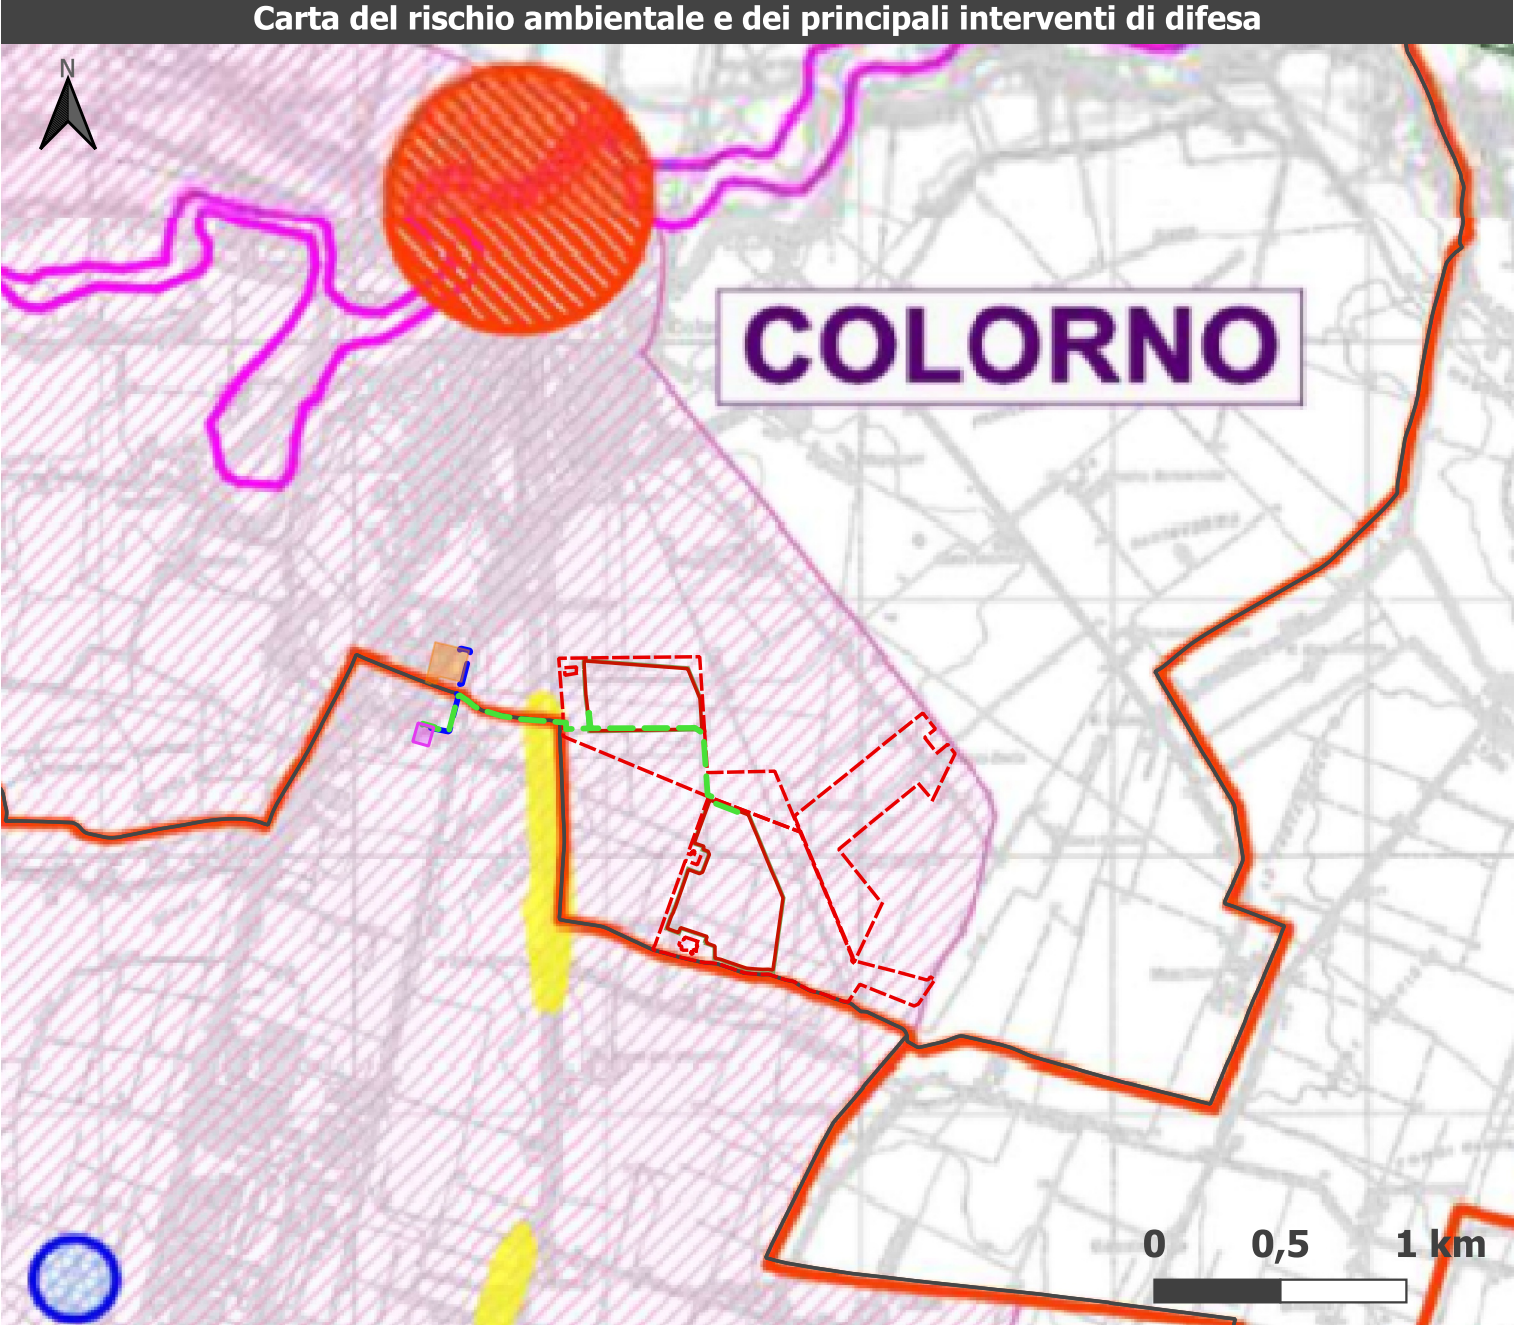 Carta del rischio ambientale e dei principali interventi di difesa
N
COLORNO
0 0,5 1 km